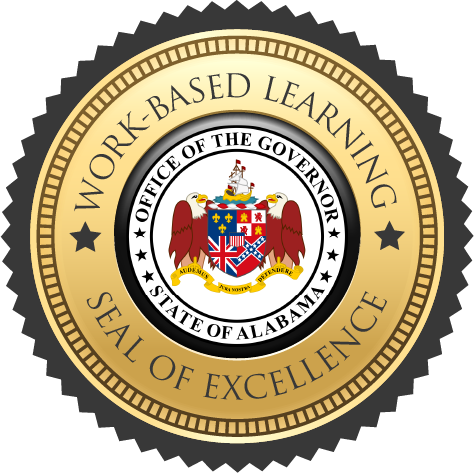 WORK-BASED LEARNING
OFFICE OF THE GOVERNOR
AUDEMUS JURA NOSTRA DEFENDERE
STATE OF ALABAMA
SEAL OF EXCELLENCE